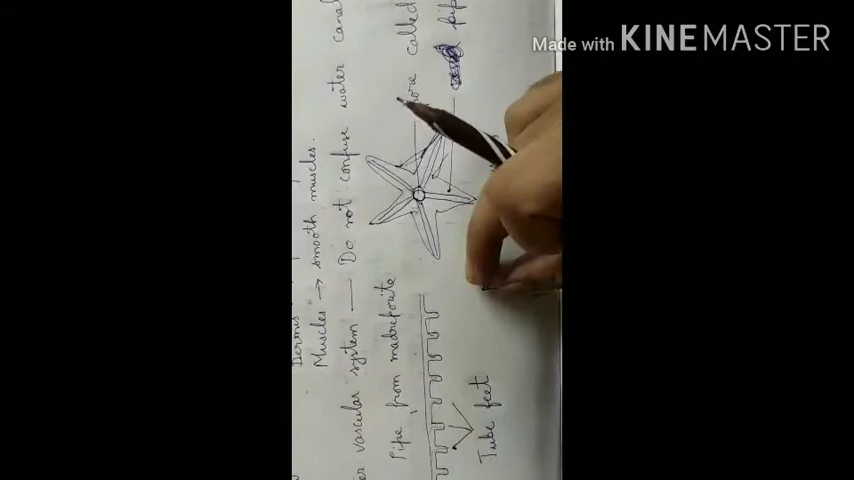 Made with KINEMASTER
Dermis
Muscles → smooth muscles.
vascular system — Do not confuse water canal
Pipe from madreporite
called
Tube feet